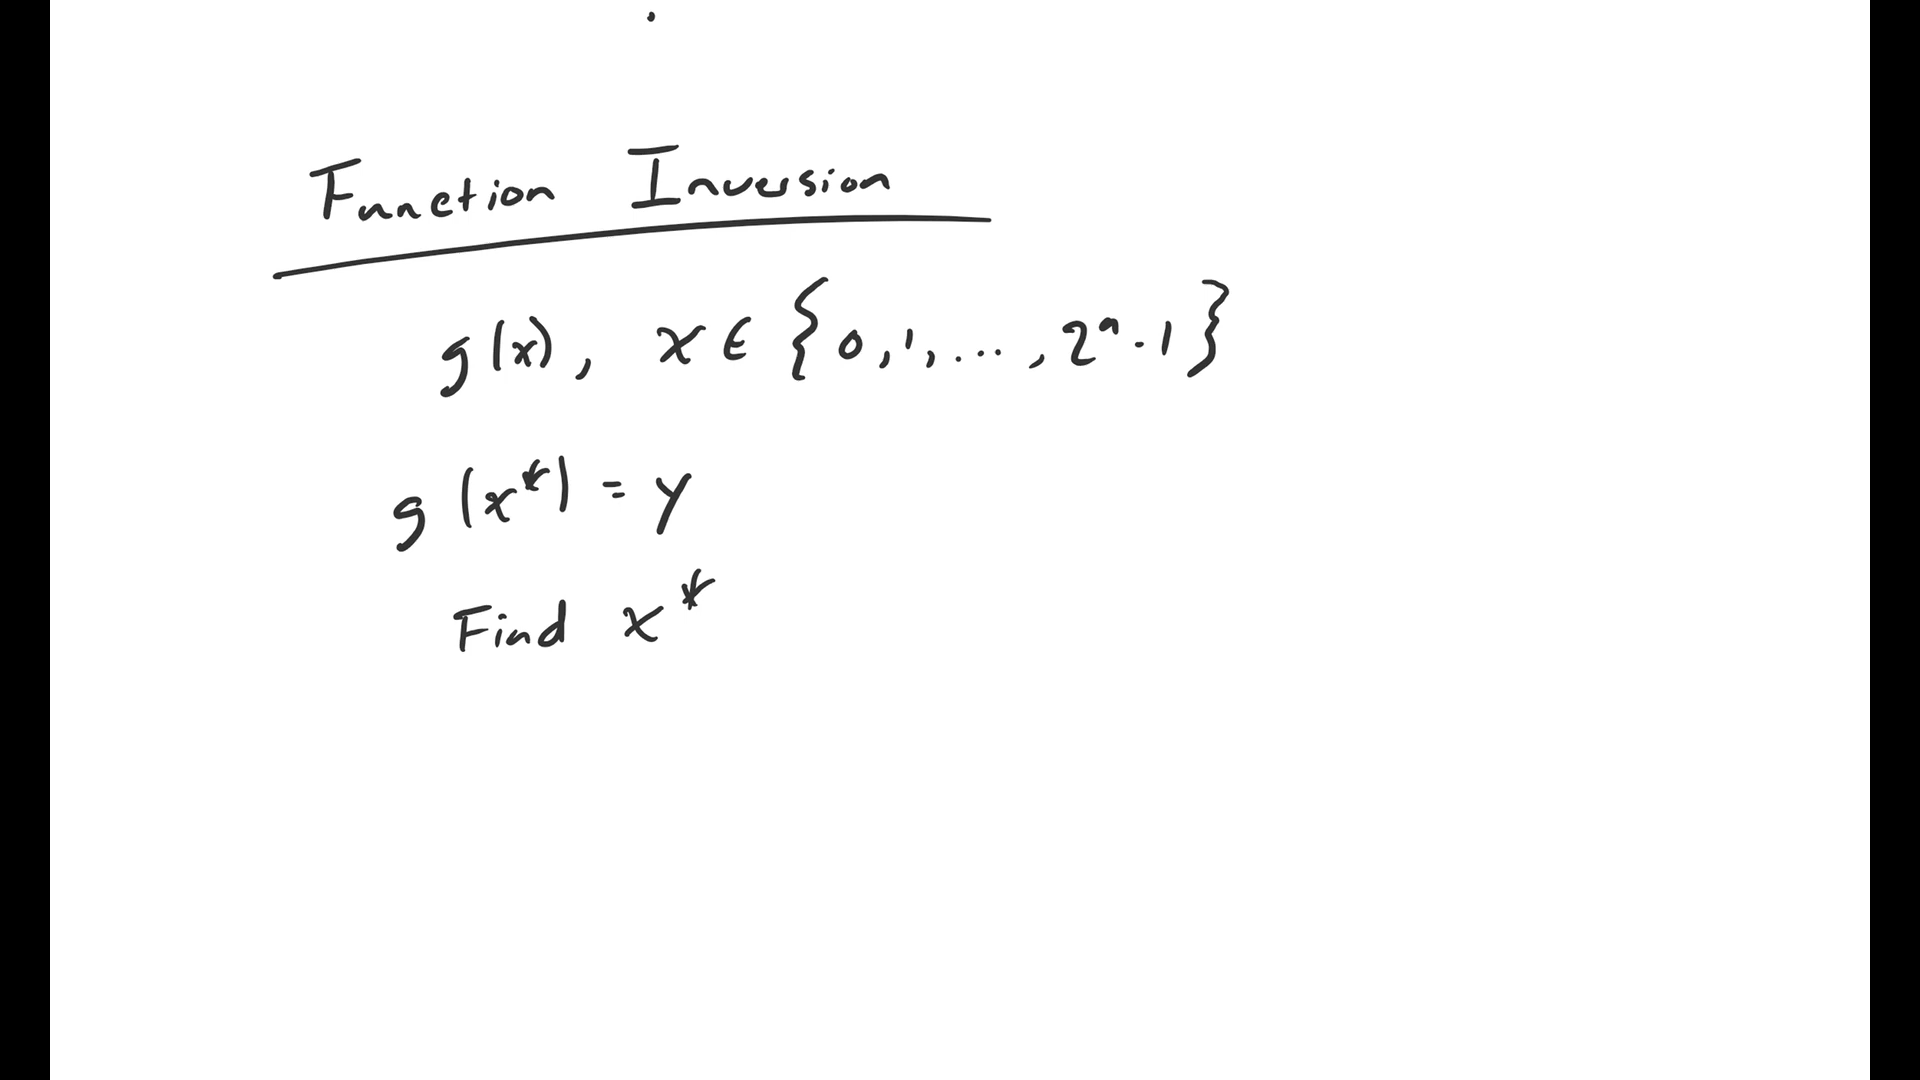 Function Inversion
g(x), x ∈ {0, 1, ..., 2ⁿ-1}
g(x*) = y
Find x*